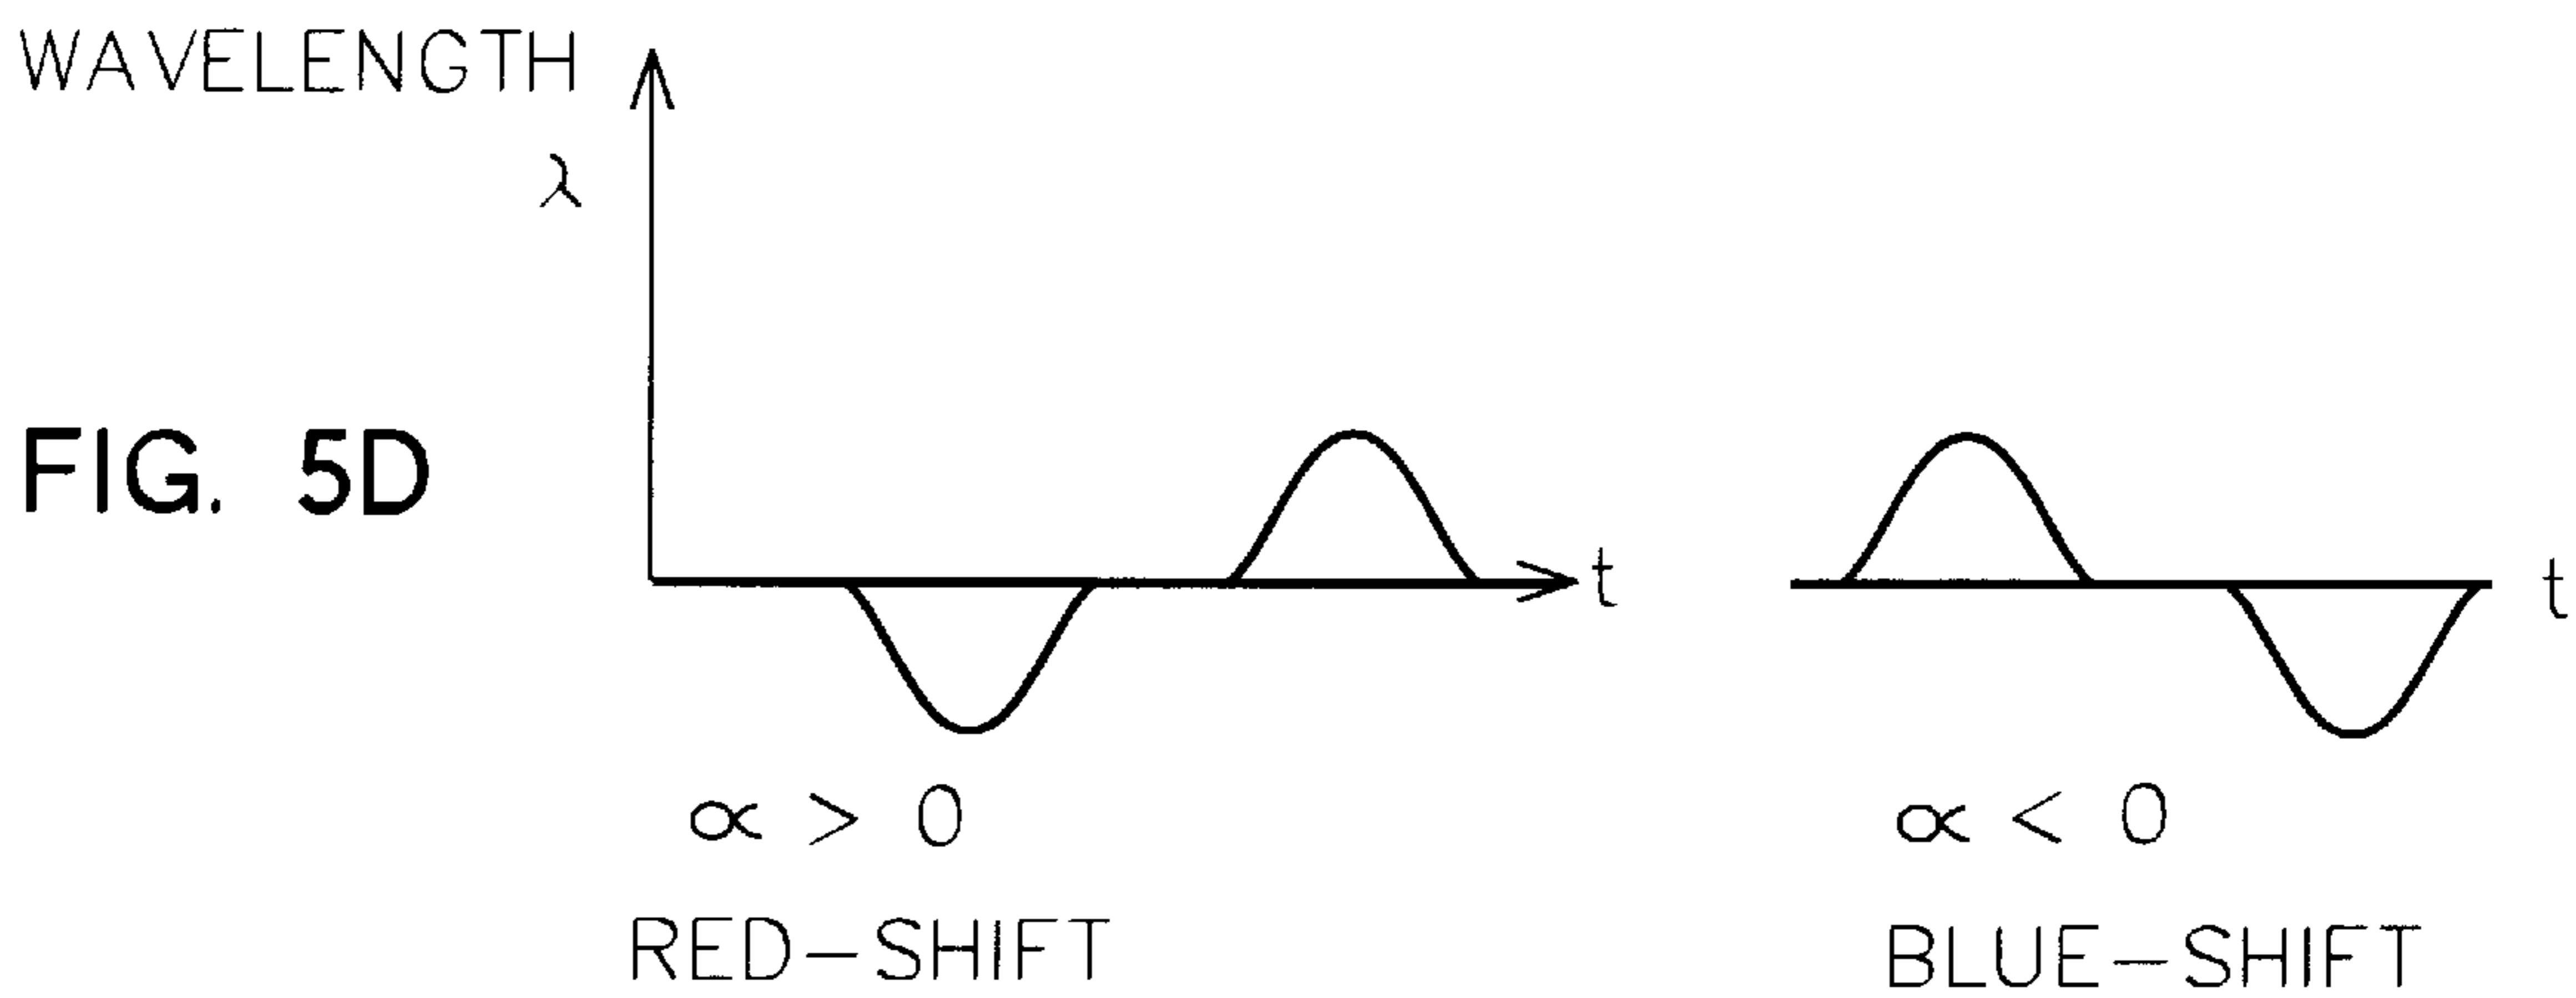 WAVELENGTH
λ
FIG. 5D
t
t
α > 0
α < 0
RED-SHIFT
BLUE-SHIFT